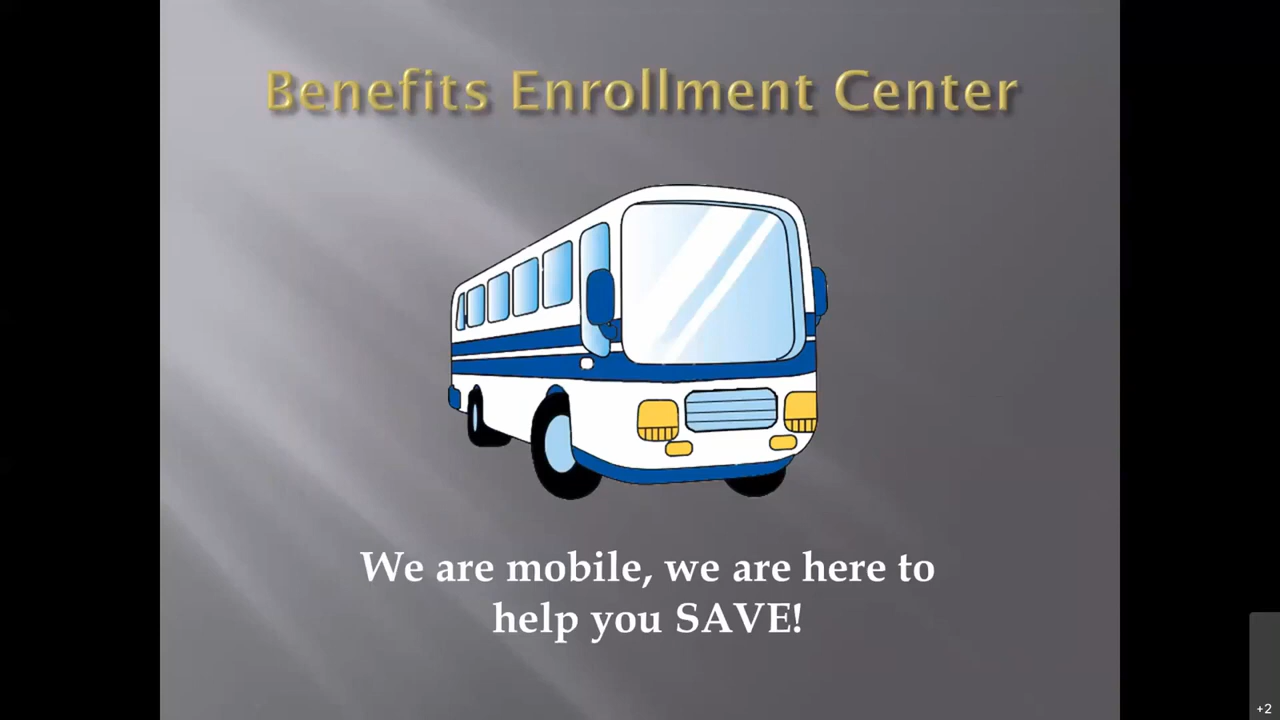 Benefits Enrollment Center
We are mobile, we are here to
help you SAVE!
+2